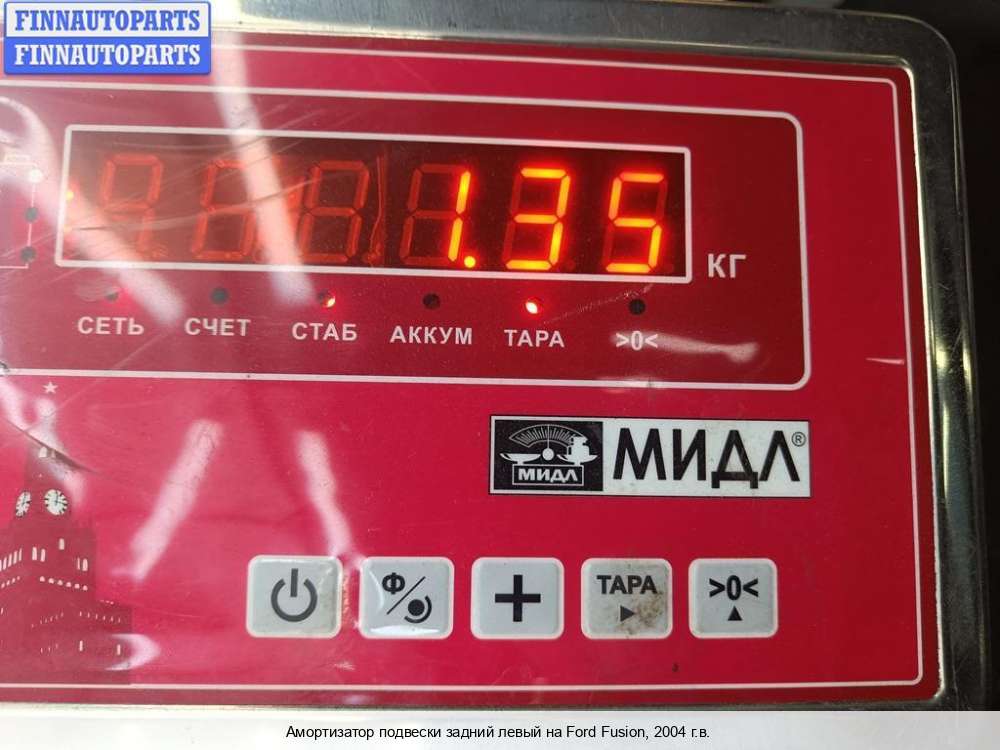 FINNAUTOPARTS
FINNAUTOPARTS
1.35
КГ
СЕТЬ СЧЕТ СТАБ АККУМ ТАРА >0<
МИДЛ МИДЛ®
Ф ТАРА >0<
Амортизатор подвески задний левый на Ford Fusion, 2004 г.в.